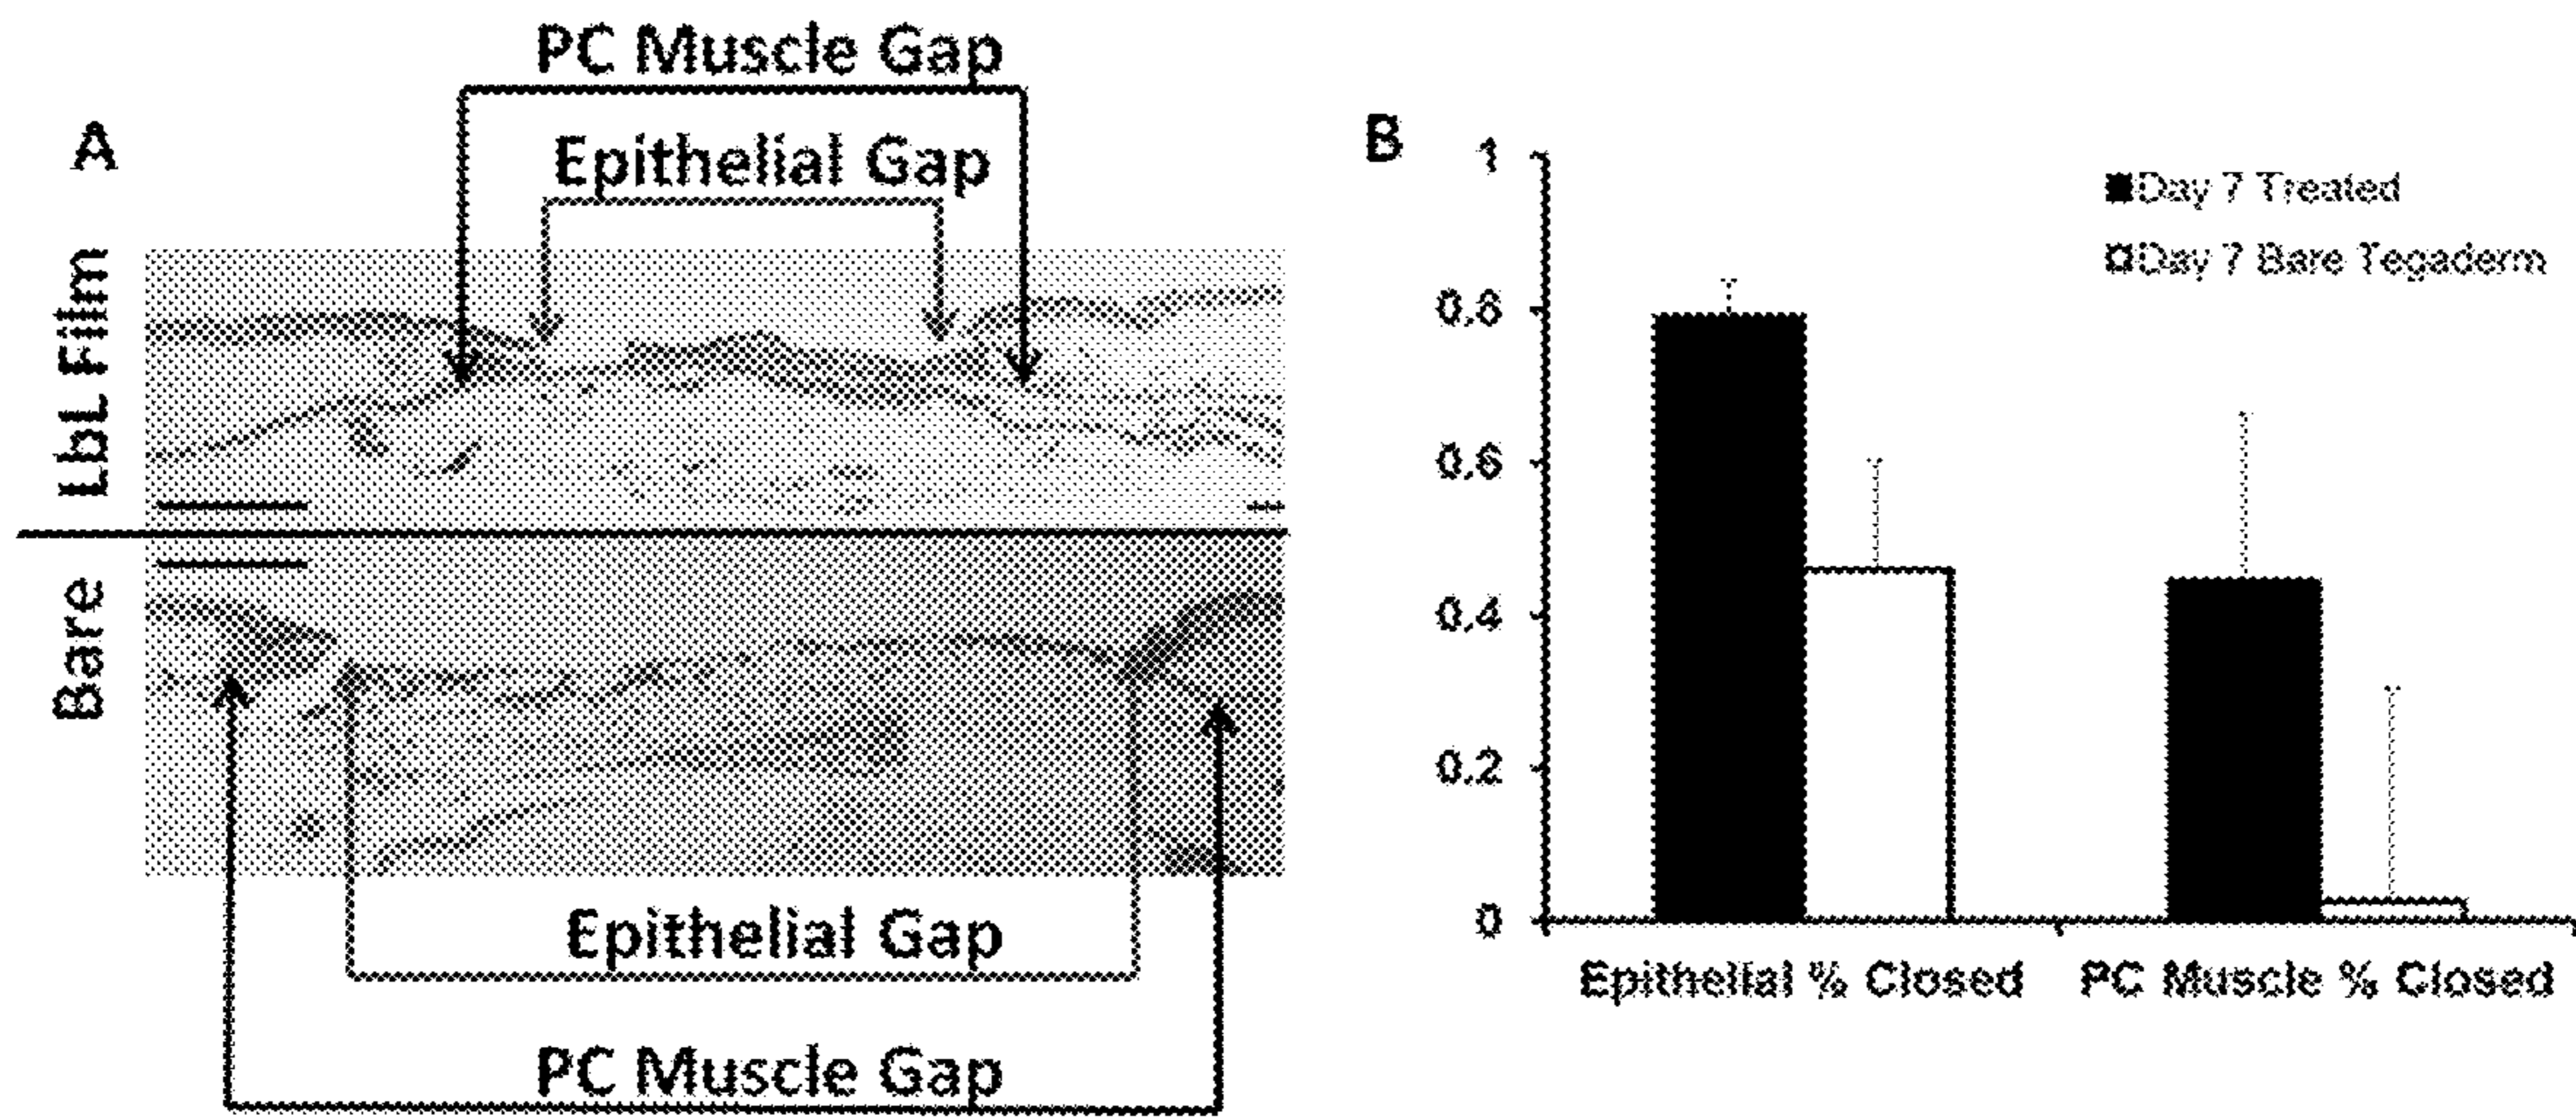 A
PC Muscle Gap
Epithelial Gap
LbL Film
Bare
Epithelial Gap
PC Muscle Gap
B
1
0.8
0.6
0.4
0.2
0
Day 7 Treated
Day 7 Bare Tegaderm
Epithelial % Closed
PC Muscle % Closed